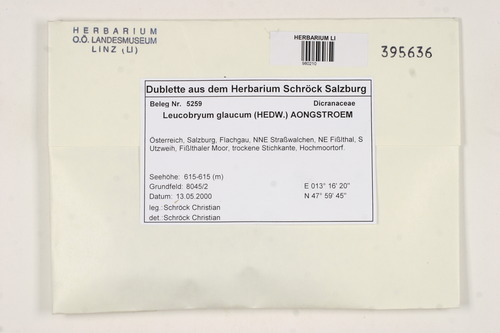 HERBARIUM
O.Ö. LANDESMUSEUM
LINZ (LI)
HERBARIUM LI
960210
395636
Dublette aus dem Herbarium Schröck Salzburg
Beleg Nr. 5259 Dicranaceae
Leucobryum glaucum (HEDW.) AONGSTROEM
Österreich, Salzburg, Flachgau, NNE Straßwalchen, NE Fißlthal, S
Utzweih, Fißlthaler Moor, trockene Stichkante, Hochmoortorf.
Seehöhe: 615-615 (m)
Grundfeld: 8045/2 E 013° 16' 20"
Datum: 13.05.2000 N 47° 59' 45"
leg.:Schröck Christian
det.:Schröck Christian